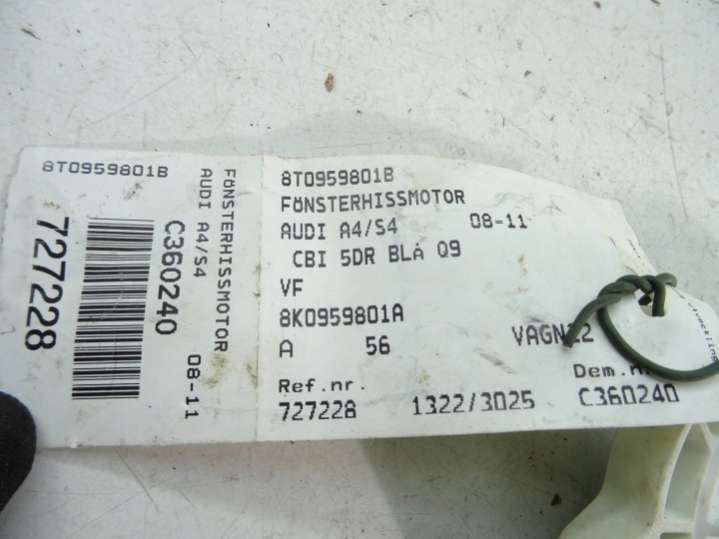 8T0959801B
FÖNSTERHISSMOTOR
AUDI A4/S4 08-11
C360240
727228
8T0959801B
FÖNSTERHISSMOTOR
AUDI A4/S4 08-11
CBI 5DR BLÅ Q9
VF
8K0959801A
A 56 VAGN22
Ref.nr. Dem.n
727228 1322/3025 C360240